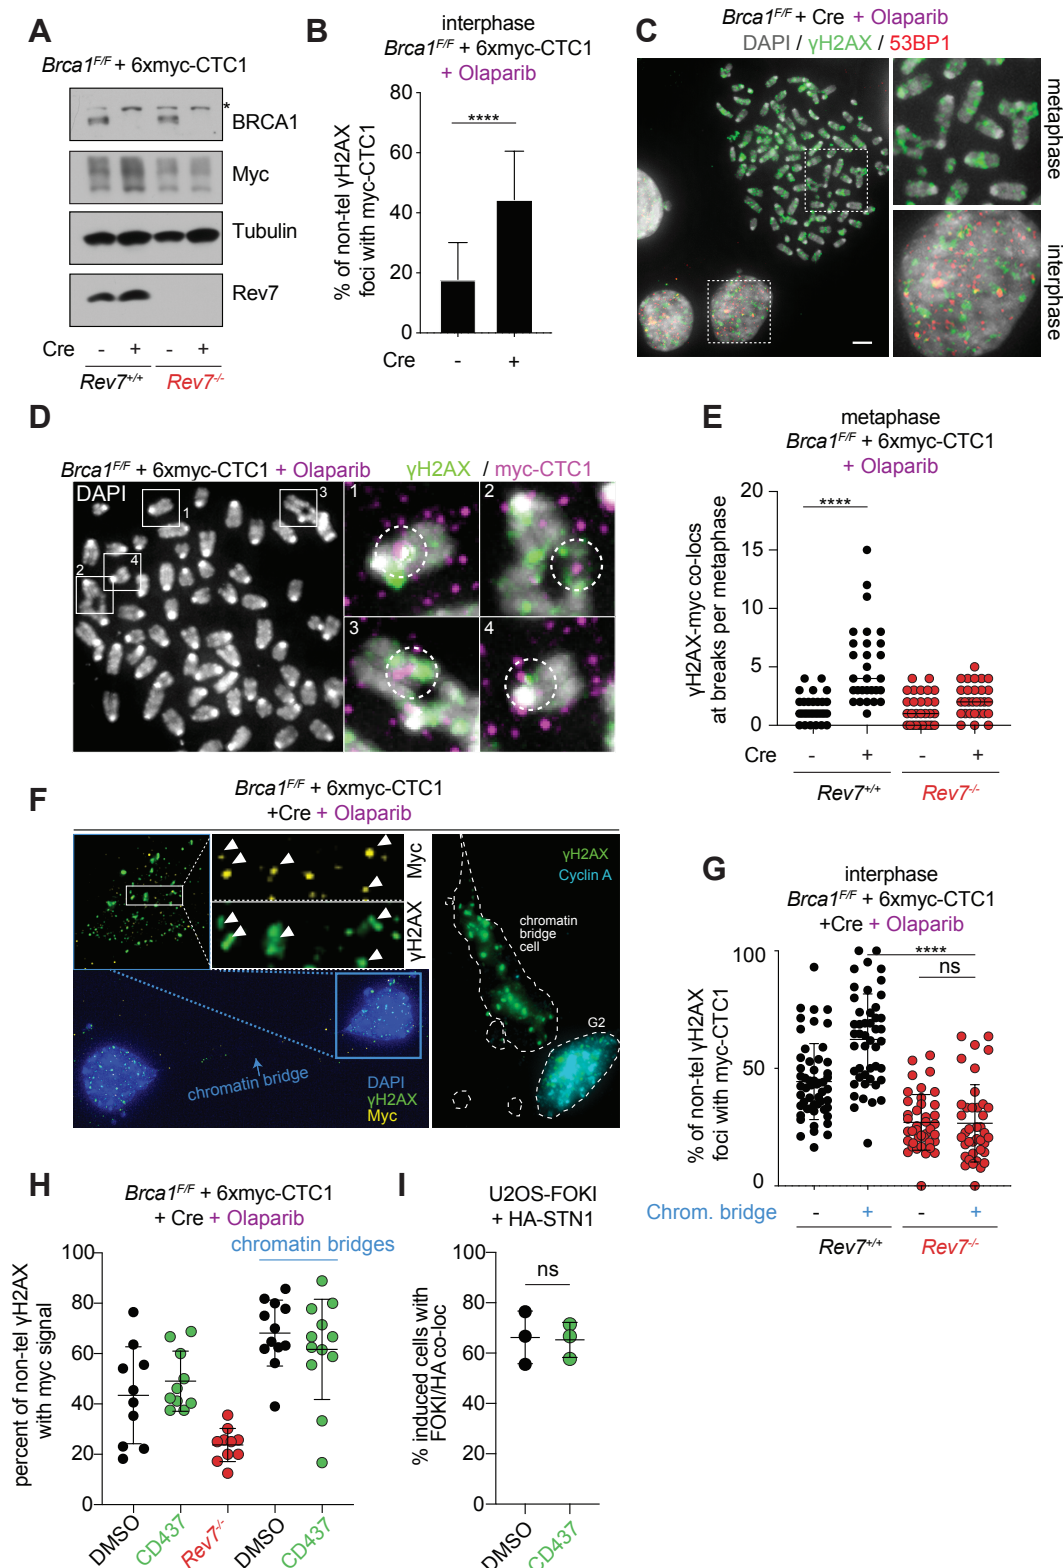 A
Brca1F/F + 6xmyc-CTC1
*
BRCA1
Myc
Tubulin
Rev7
Cre - + - +
Rev7+/+ Rev7-/-
B
interphase
Brca1F/F + 6xmyc-CTC1
+ Olaparib
% of non-tel γH2AX
foci with myc-CTC1
80
60
40
20
0
****
Cre - +
C
Brca1F/F + Cre + Olaparib
DAPI / γH2AX / 53BP1
metaphase
interphase
D
Brca1F/F + 6xmyc-CTC1 + Olaparib γH2AX / myc-CTC1
DAPI
1
2
3
4
1
2
3
4
E
metaphase
Brca1F/F + 6xmyc-CTC1
+ Olaparib
γH2AX-myc co-locs
at breaks per metaphase
20
15
10
5
0
****
Cre - + - +
Rev7+/+ Rev7-/-
F
Brca1F/F + 6xmyc-CTC1
+Cre + Olaparib
Myc
γH2AX
chromatin bridge
DAPI
γH2AX
Myc
γH2AX
Cyclin A
chromatin
bridge
cell
G2
G
interphase
Brca1F/F + 6xmyc-CTC1
+Cre + Olaparib
% of non-tel γH2AX
foci with myc-CTC1
100
50
0
****
ns
Chrom. bridge - + - +
Rev7+/+ Rev7-/-
H
Brca1F/F + 6xmyc-CTC1
+ Cre + Olaparib
chromatin bridges
percent of non-tel γH2AX
with myc signal
100
80
60
40
20
0
DMSO
CD437
Rev7-/-
DMSO
CD437
I
U2OS-FOKI
+ HA-STN1
% induced cells with
FOKI/HA co-loc
100
80
60
40
20
0
ns
DMSO
CD437